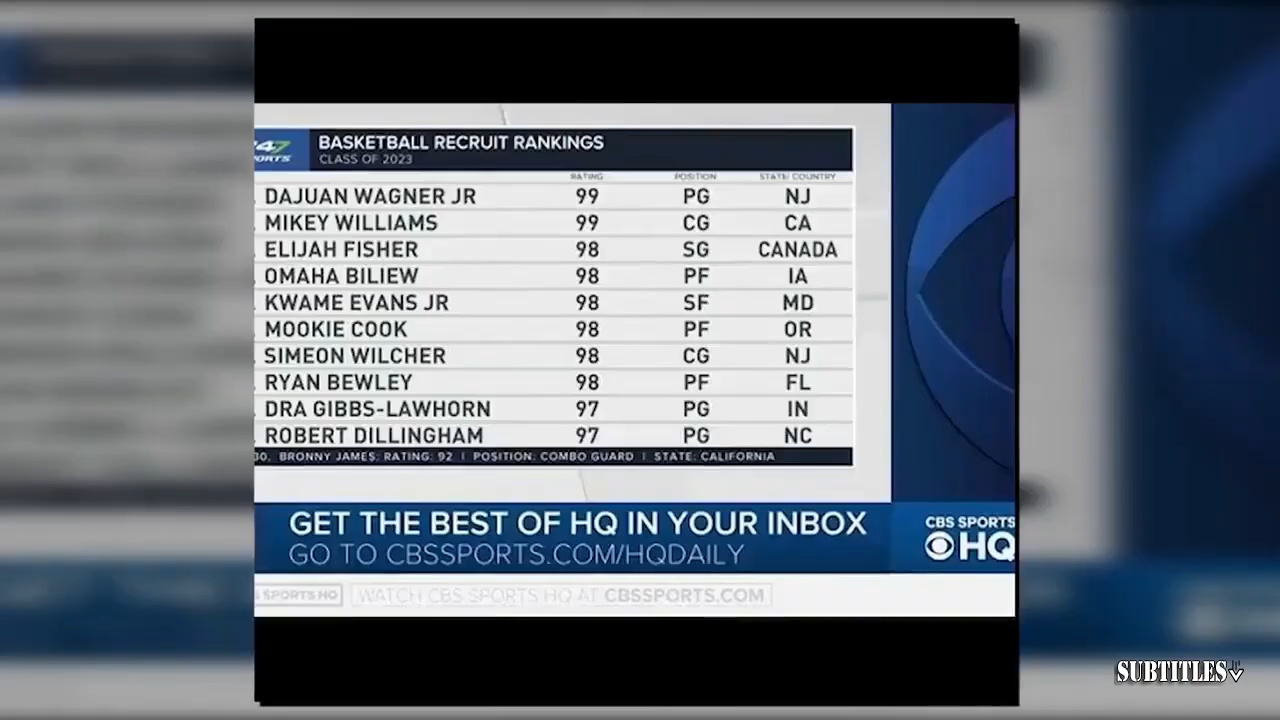 247
SPORTS
BASKETBALL RECRUIT RANKINGS
CLASS OF 2023
RATING POSITION STATE/ COUNTRY
. DAJUAN WAGNER JR 99 PG NJ
. MIKEY WILLIAMS 99 CG CA
. ELIJAH FISHER 98 SG CANADA
. OMAHA BILIEW 98 PF IA
. KWAME EVANS JR 98 SF MD
. MOOKIE COOK 98 PF OR
. SIMEON WILCHER 98 CG NJ
. RYAN BEWLEY 98 PF FL
. DRA GIBBS-LAWHORN 97 PG IN
. ROBERT DILLINGHAM 97 PG NC
30. BRONNY JAMES: RATING: 92 | POSITION: COMBO GUARD | STATE: CALIFORNIA
GET THE BEST OF HQ IN YOUR INBOX
GO TO CBSSPORTS.COM/HQDAILY
CBS SPORTS
HQ
SPORTS HQ WATCH CBS SPORTS HQ AT CBSSPORTS.COM
SUBTITLES